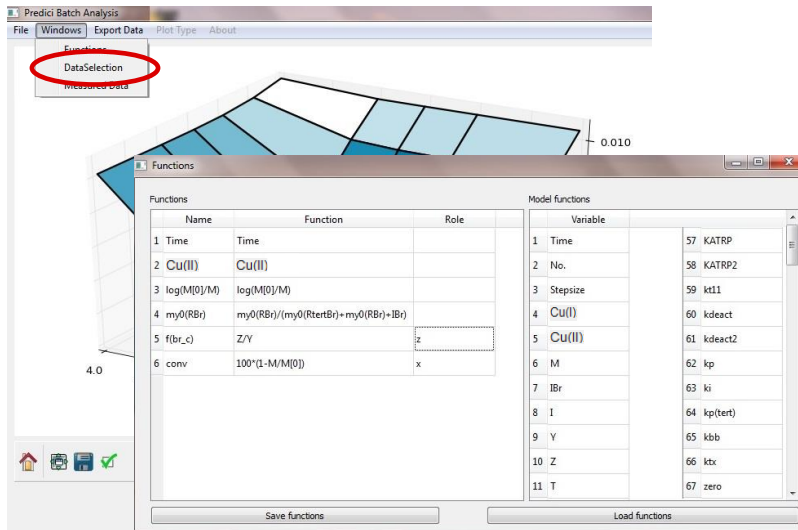 Predici Batch Analysis
File Windows Export Data Plot Type About
Functions
DataSelection
Measured Data
0.010
4.0
Functions
Functions
Name Function Role
1 Time Time
2 Cu(II) Cu(II)
3 log(M[0]/M) log(M[0]/M)
4 my0(RBr) my0(RBr)/(my0(RtertBr)+my0(RBr)+IBr)
5 f(br_c) Z/Y z
6 conv 100*(1-M/M[0]) x
Save functions
Model functions
Variable
1 Time 57 KATRP
2 No. 58 KATRP2
3 Stepsize 59 kt11
4 Cu(I) 60 kdeact
5 Cu(II) 61 kdeact2
6 M 62 kp
7 IBr 63 ki
8 I 64 kp(tert)
9 Y 65 kbb
10 Z 66 ktx
11 T 67 zero
Load functions